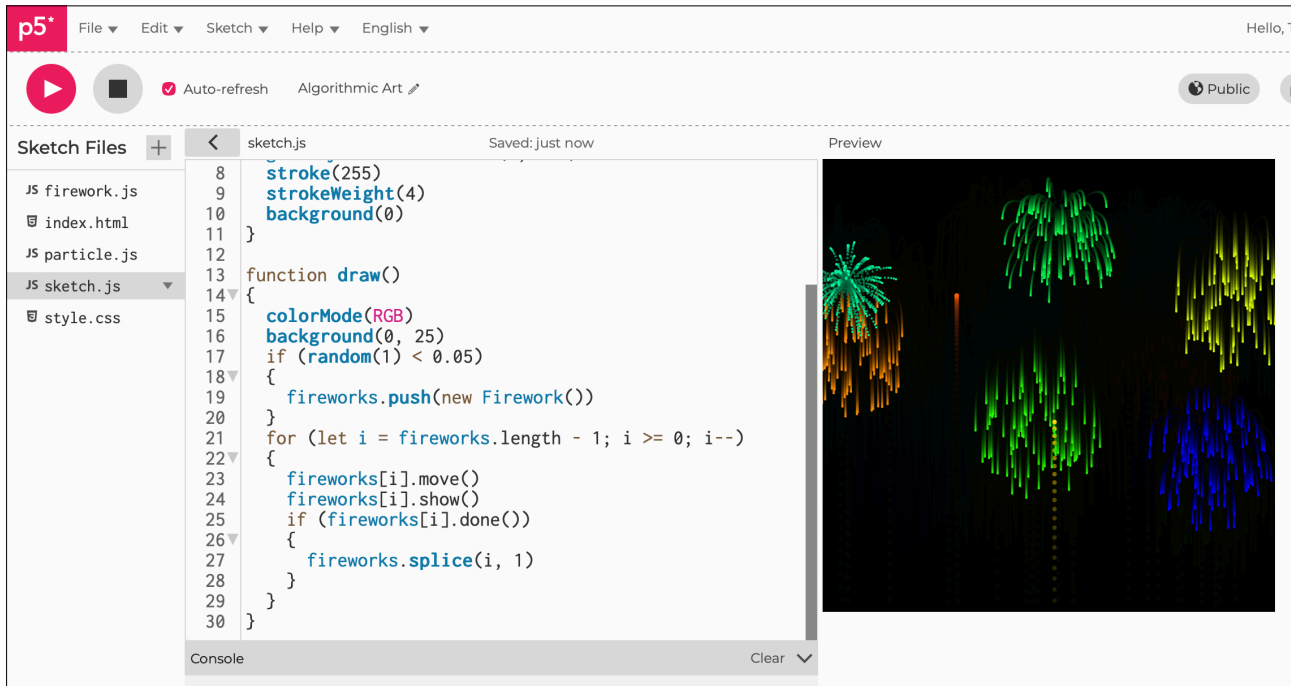 p5* File Edit Sketch Help English Hello,
Auto-refresh Algorithmic Art Public
Sketch Files + sketch.js Saved: just now Preview
JS firework.js
index.html
JS particle.js
JS sketch.js
style.css
8 stroke(255)
9 strokeWeight(4)
10 background(0)
11 }
12
13 function draw()
14 {
15 colorMode(RGB)
16 background(0, 25)
17 if (random(1) < 0.05)
18 {
19 fireworks.push(new Firework())
20 }
21 for (let i = fireworks.length - 1; i >= 0; i--)
22 {
23 fireworks[i].move()
24 fireworks[i].show()
25 if (fireworks[i].done())
26 {
27 fireworks.splice(i, 1)
28 }
29 }
30 }
Console Clear